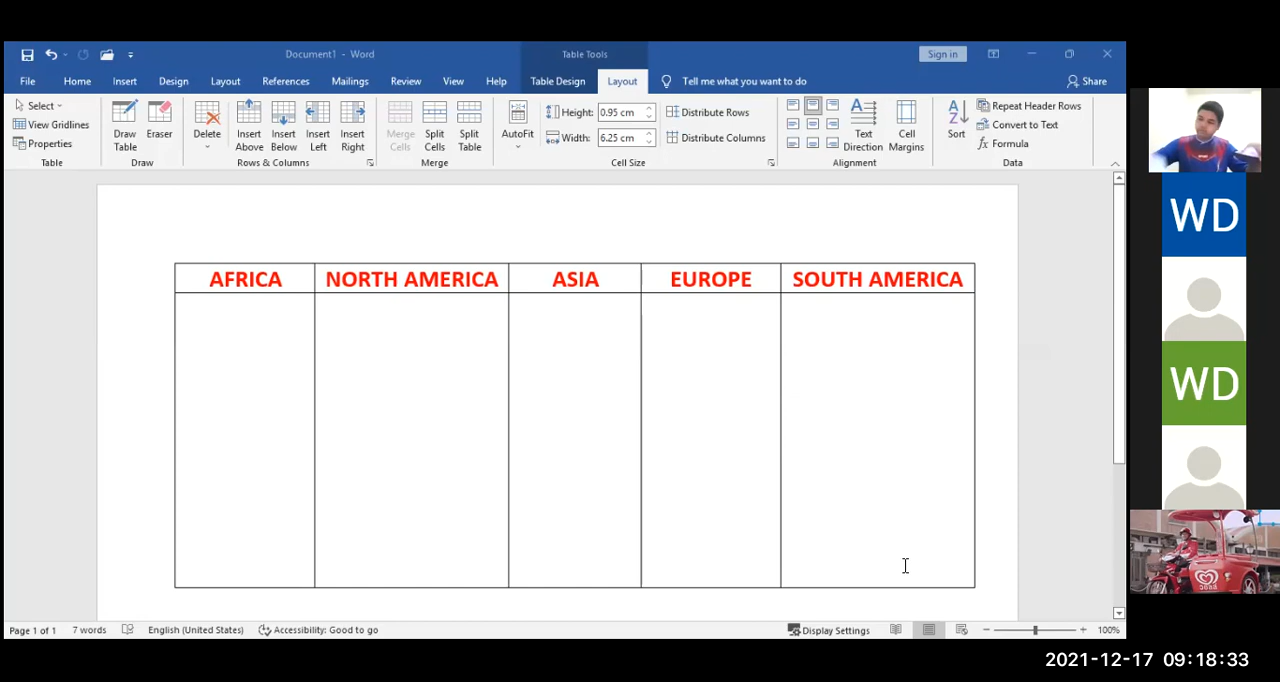 Document1 - Word
Table Tools
Sign in
File Home Insert Design Layout References Mailings Review View Help Table Design Layout Tell me what you want to do Share
Select
View Gridlines
Properties
Table
Draw Table
Eraser
Draw
Delete
Insert Above
Insert Below
Insert Left
Insert Right
Rows & Columns
Merge Cells
Split Cells
Split Table
Merge
AutoFit
Height: 0.95 cm
Width: 6.25 cm
Distribute Rows
Distribute Columns
Cell Size
Text Direction
Cell Margins
Alignment
Sort
Repeat Header Rows
Convert to Text
Formula
Data
AFRICA NORTH AMERICA ASIA EUROPE SOUTH AMERICA
Page 1 of 1 7 words English (United States) Accessibility: Good to go Display Settings 100%
WD
WD
2021-12-17 09:18:33